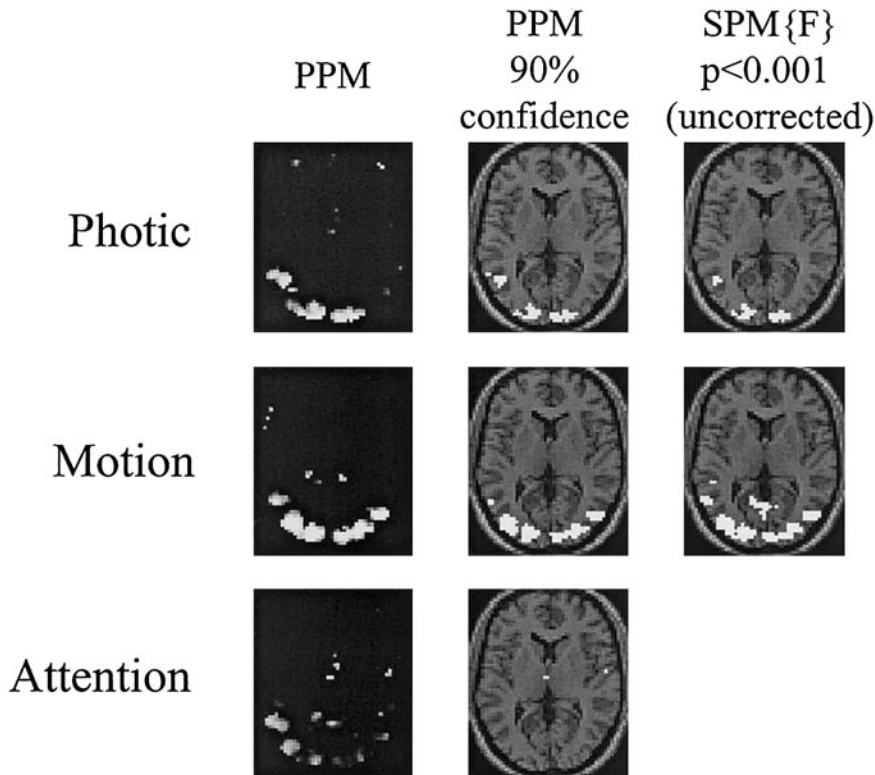 PPM
PPM
90%
confidence
SPM{F}
p<0.001
(uncorrected)
Photic
Motion
Attention